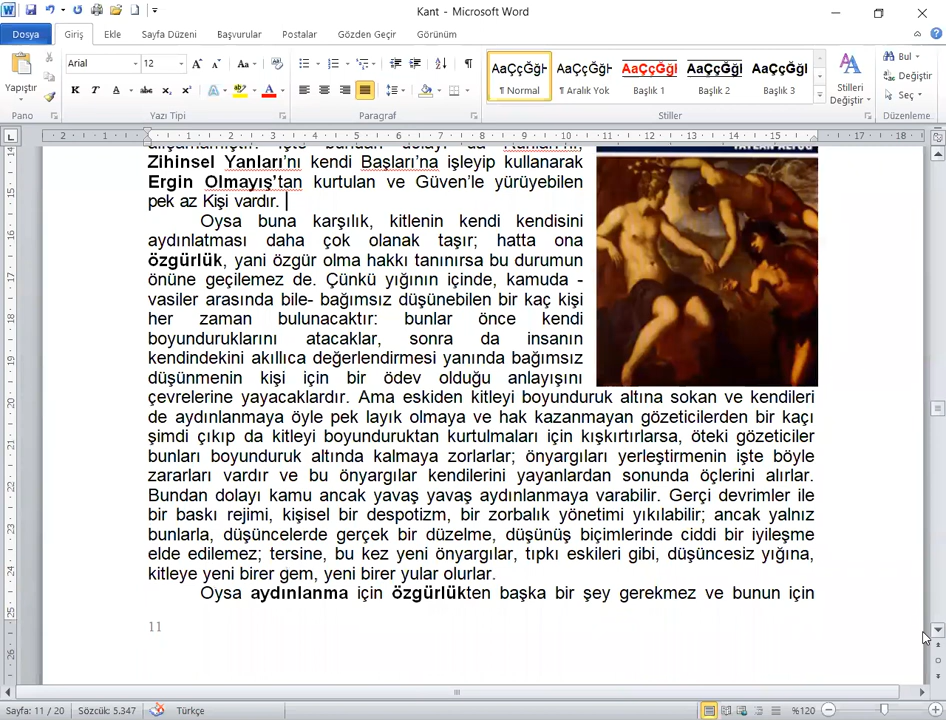 Kant - Microsoft Word
Dosya
Giriş
Ekle
Sayfa Düzeni
Başvurular
Postalar
Gözden Geçir
Görünüm
Arial
12
Bul
Değiştir
Seç
AaÇçĞğH
AaÇçĞğH
AaÇçĞğI
AaÇçĞğI
AaÇçĞğI
¶ Normal
¶ Aralık Yok
Başlık 1
Başlık 2
Başlık 3
Yapıştır
Stilleri
Değiştir
Pano
Yazı Tipi
Paragraf
Stiller
Düzenleme
Zihinsel Yanları'nı kendi Başları'na işleyip kullanarak
Ergin Olmayış'tan kurtulan ve Güven'le yürüyebilen
pek az Kişi vardır.
Oysa buna karşılık, kitlenin kendi kendisini
aydınlatması daha çok olanak taşır; hatta ona
özgürlük, yani özgür olma hakkı tanınırsa bu durumun
önüne geçilemez de. Çünkü yığının içinde, kamuda -
vasiler arasında bile- bağımsız düşünebilen bir kaç kişi
her zaman bulunacaktır: bunlar önce kendi
boyunduruklarını atacaklar, sonra da insanın
kendindekini akıllıca değerlendirmesi yanında bağımsız
düşünmenin kişi için bir ödev olduğu anlayışını
çevrelerine yayacaklardır. Ama eskiden kitleyi boyunduruk altına sokan ve kendileri
de aydınlanmaya öyle pek layık olmaya ve hak kazanmayan gözeticilerden bir kaçı
şimdi çıkıp da kitleyi boyunduruktan kurtulmaları için kışkırtırlarsa, öteki gözeticiler
bunları boyunduruk altında kalmaya zorlarlar; önyargıları yerleştirmenin işte böyle
zararları vardır ve bu önyargılar kendilerini yayanlardan sonunda öçlerini alırlar.
Bundan dolayı kamu ancak yavaş yavaş aydınlanmaya varabilir. Gerçi devrimler ile
bir baskı rejimi, kişisel bir despotizm, bir zorbalık yönetimi yıkılabilir; ancak yalnız
bunlarla, düşüncelerde gerçek bir düzelme, düşünüş biçimlerinde ciddi bir iyileşme
elde edilemez; tersine, bu kez yeni önyargılar, tıpkı eskileri gibi, düşüncesiz yığına,
kitleye yeni birer gem, yeni birer yular olurlar.
Oysa aydınlanma için özgürlükten başka bir şey gerekmez ve bunun için
11
Sayfa: 11 / 20
Sözcük: 5.347
Türkçe
%120